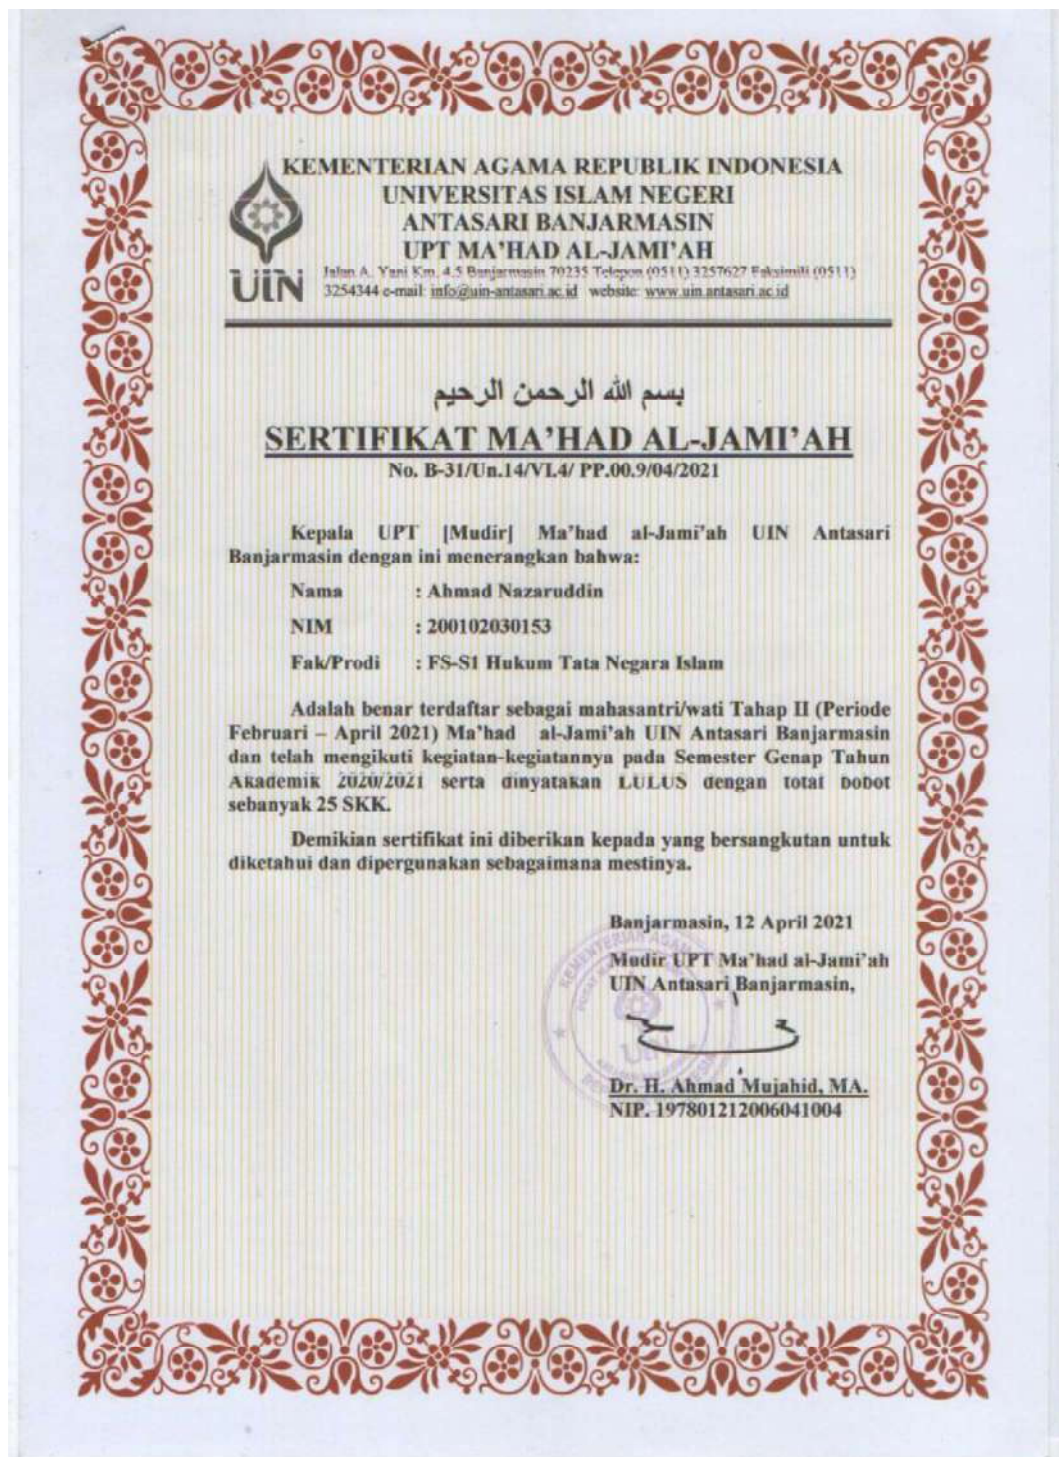 KEMENTERIAN AGAMA REPUBLIK INDONESIA
UNIVERSITAS ISLAM NEGERI
ANTASARI BANJARMASIN
UPT MA'HAD AL-JAMI'AH
Jalan A. Yani Km. 4.5 Banjarmasin 70235 Telepon (0511) 3257627 Faksimili (0511)
3254344 e-mail: info@uin-antasari.ac.id website: www.uin.antasari.ac.id
UIN
بسم الله الرحمن الرحيم
SERTIFIKAT MA'HAD AL-JAMI'AH
No. B-31/Un.14/VI.4/ PP.00.9/04/2021
Kepala UPT [Mudir] Ma'had al-Jami'ah UIN Antasari
Banjarmasin dengan ini menerangkan bahwa:
Nama : Ahmad Nazaruddin
NIM : 200102030153
Fak/Prodi : FS-S1 Hukum Tata Negara Islam
Adalah benar terdaftar sebagai mahasantri/wati Tahap II (Periode
Februari – April 2021) Ma'had al-Jami'ah UIN Antasari Banjarmasin
dan telah mengikuti kegiatan-kegiatannya pada Semester Genap Tahun
Akademik 2020/2021 serta dinyatakan LULUS dengan total bobot
sebanyak 25 SKK.
Demikian sertifikat ini diberikan kepada yang bersangkutan untuk
diketahui dan dipergunakan sebagaimana mestinya.
Banjarmasin, 12 April 2021
Mudir UPT Ma'had al-Jami'ah
UIN Antasari Banjarmasin,
KEMENTERIAN AGAMA
UIN
Dr. H. Ahmad Mujahid, MA.
NIP. 197801212006041004